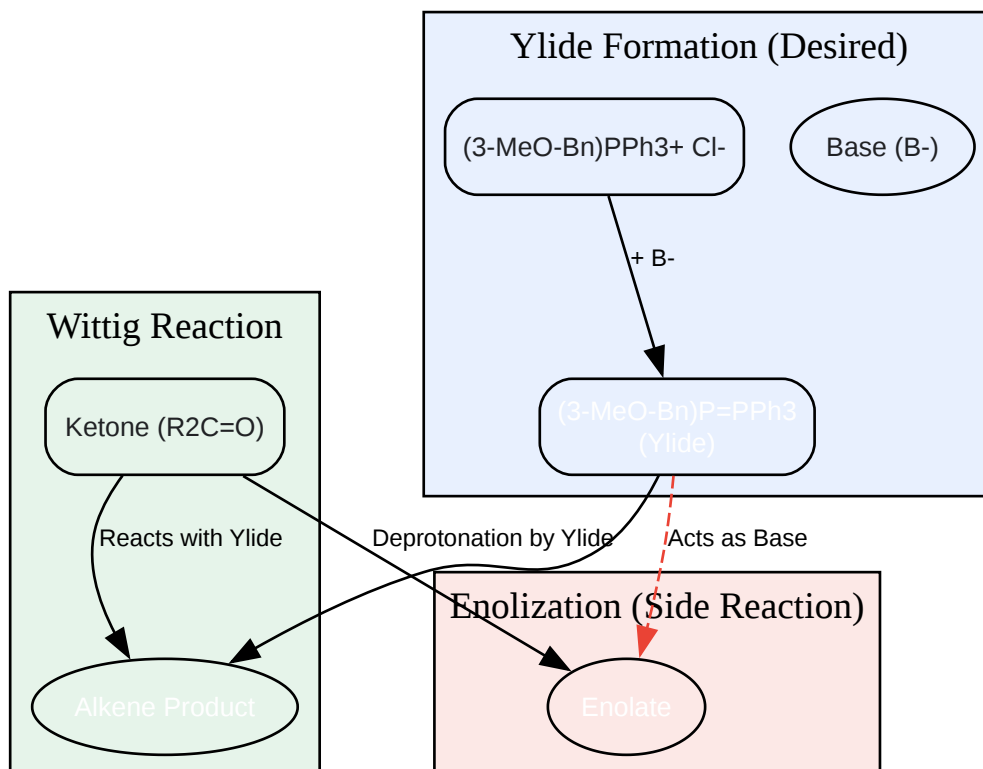 Ylide Formation (Desired)
(3-MeO-Bn)PPh3+ Cl-
Base (B-)
+ B-
Wittig Reaction
Ketone (R2C=O)
(3-MeO-Bn)P=PPh3
(Ylide)
Reacts with Ylide
Deprotonation by Ylide
Acts as Base
Enolization (Side Reaction)
Alkene Product
Enolate